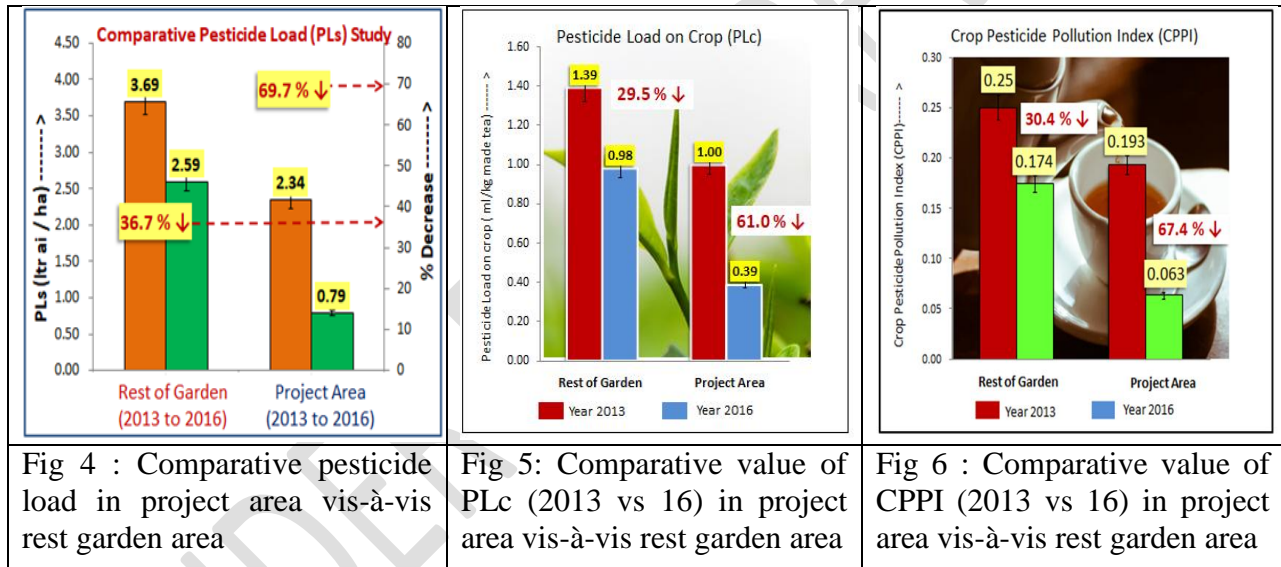 Comparative Pesticide Load (PLs) Study
PLs (ltr ai / ha) ------->
4.50
4.00
3.50
3.00
2.50
2.00
1.50
1.00
0.50
0.00
3.69
2.59
36.7 % ↓
2.34
0.79
69.7 % ↓
80
70
60
50
40
30
20
10
0
% Decrease ------->
Rest of Garden
(2013 to 2016)
Project Area
(2013 to 2016)
Fig 4 : Comparative pesticide
load in project area vis-à-vis
rest garden area
Pesticide Load on Crop (PLc)
Pesticide Load on crop ( ml/kg made tea) ------- >
1.60
1.40
1.20
1.00
0.80
0.60
0.40
0.20
0.00
1.39
0.98
29.5 % ↓
1.00
0.39
61.0 % ↓
Rest of Garden
Project Area
Year 2013
Year 2016
Fig 5: Comparative value of
PLc (2013 vs 16) in project
area vis-à-vis rest garden area
Crop Pesticide Pollution Index (CPPI)
Crop Pesticide Pollution Index (CPPI)------ >
0.30
0.25
0.20
0.15
0.10
0.05
0.00
0.25
0.174
30.4 % ↓
0.193
0.063
67.4 % ↓
Rest of Garden
Project Area
Year 2013
Year 2016
Fig 6 : Comparative value of
CPPI (2013 vs 16) in project
area vis-à-vis rest garden area